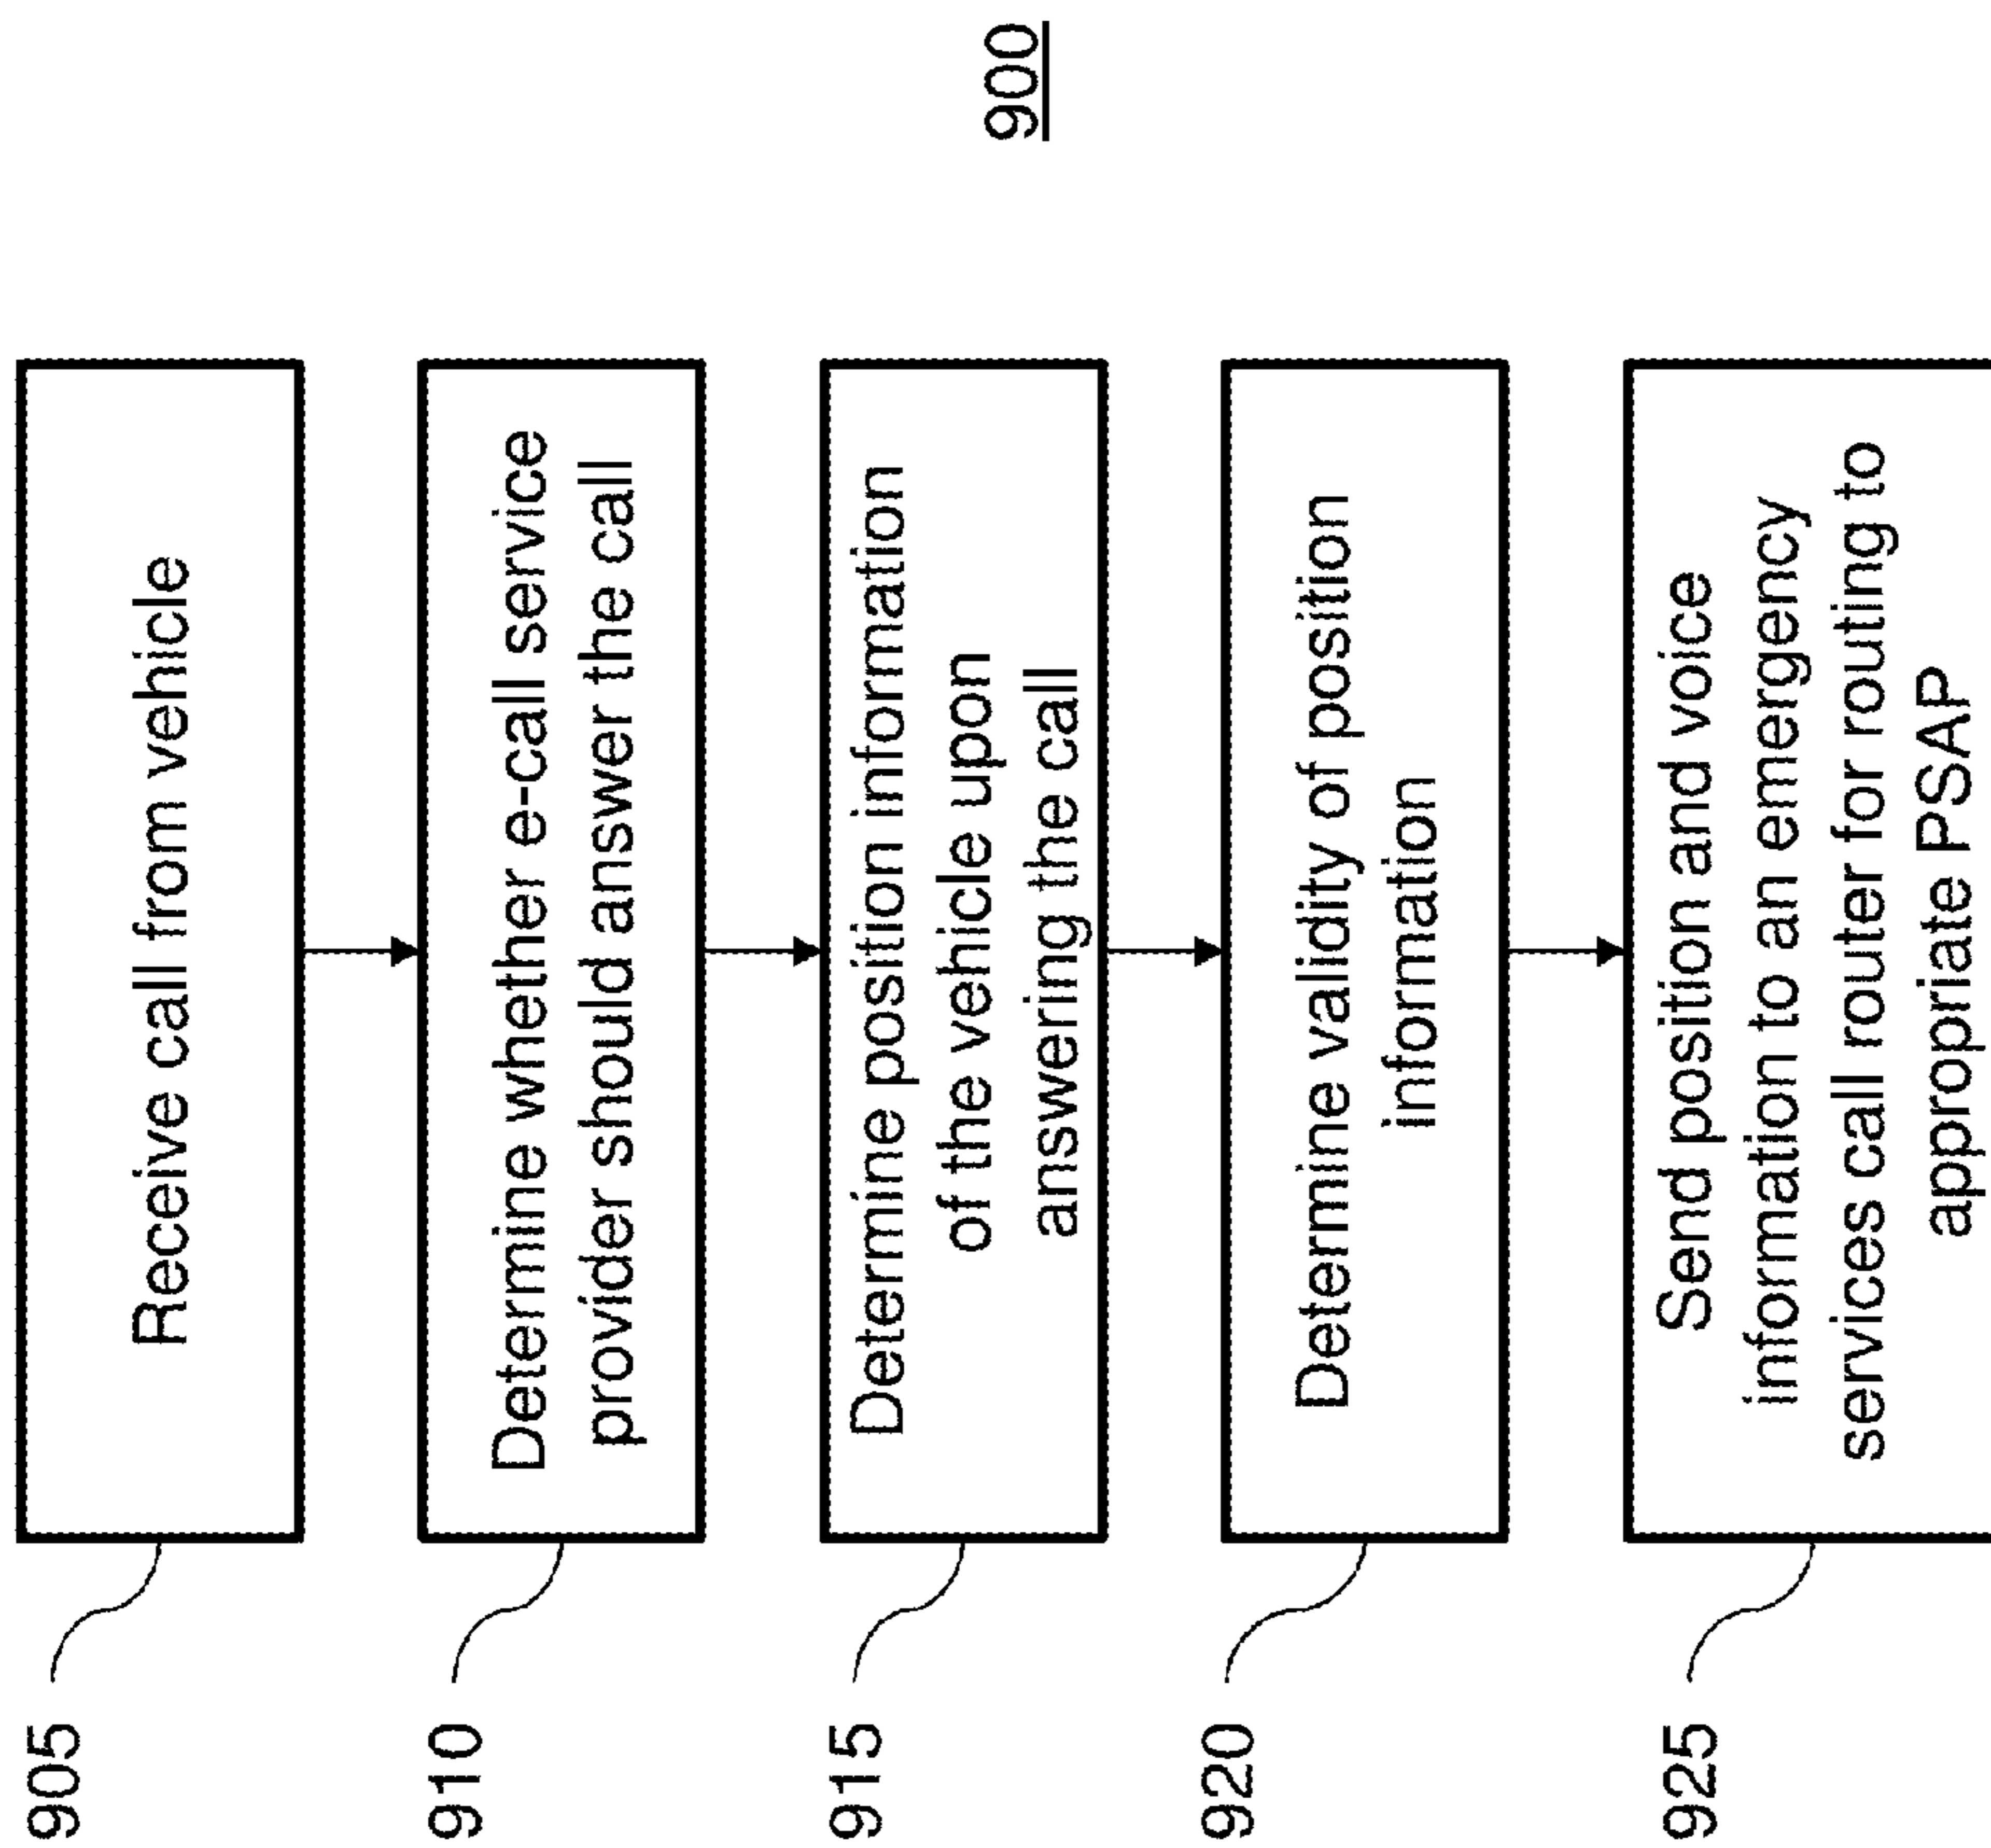 900
905
Receive call from vehicle
910
Determine whether e-call service
provider should answer the call
915
Determine position information
of the vehicle upon
answering the call
920
Determine validity of position
information
925
Send position and voice
information to an emergency
services call router for routing to
appropriate PSAP